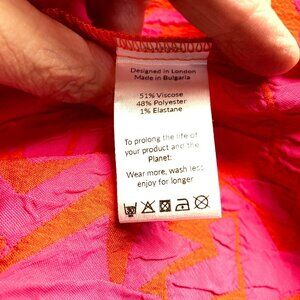 Designed in London
Made in Bulgaria
51% Viscose
48% Polyester
1% Elastane
To prolong the life of
your product and the
Planet:
Wear more, wash less
enjoy for longer